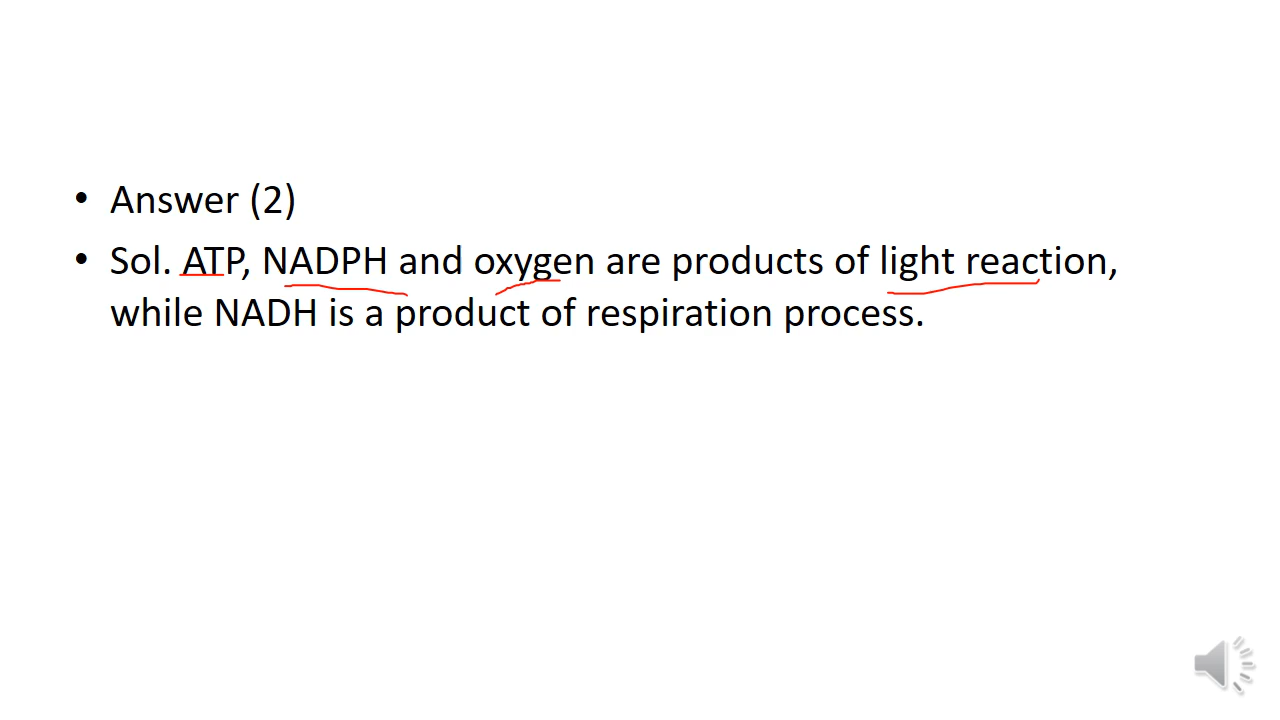 • Answer (2)
• Sol. ATP, NADPH and oxygen are products of light reaction,
while NADH is a product of respiration process.